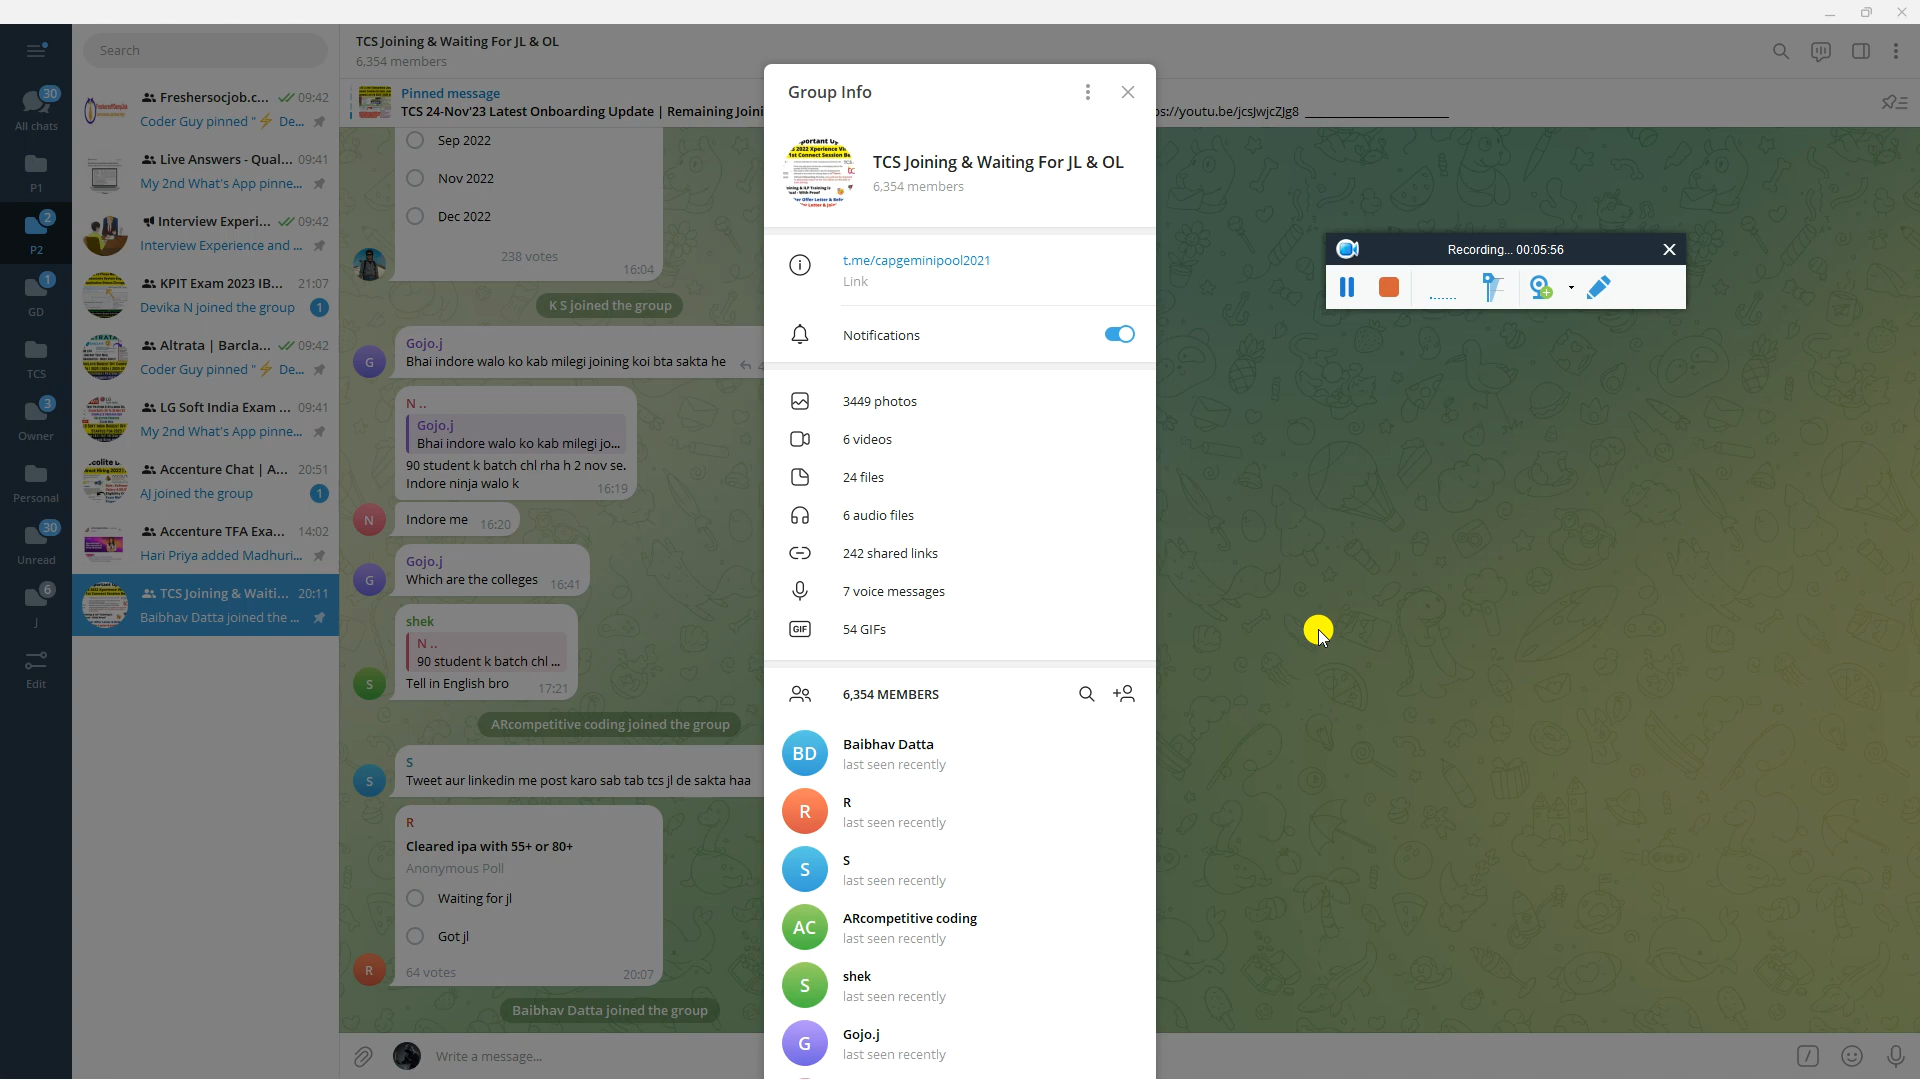 Search
All chats
30
P1
P2
2
GD
1
TCS
Owner
3
Personal
Unread
30
J
6
Edit
Freshersocjob.c... 09:42
Coder Guy pinned "⚡ De...
Live Answers - Qual... 09:41
My 2nd What's App pinne...
Interview Experi... 09:42
Interview Experience and ...
KPIT Exam 2023 IB... 21:07
Devika N joined the group 1
Altrata | Barcla... 09:42
Coder Guy pinned "⚡ De...
LG Soft India Exam ... 09:41
My 2nd What's App pinne...
Accenture Chat | A... 20:51
AJ joined the group 1
Accenture TFA Exa... 14:02
Hari Priya added Madhuri...
TCS Joining & Waiti... 20:11
Baibhav Datta joined the ...
TCS Joining & Waiting For JL & OL
6,354 members
Pinned message
TCS 24-Nov'23 Latest Onboarding Update | Remaining Joini
ps://youtu.be/jcsJwjcZJg8
Sep 2022
Nov 2022
Dec 2022
238 votes
16:04
K S joined the group
Gojo.j
Bhai indore walo ko kab milegi joining koi bta sakta he
N ..
Gojo.j
Bhai indore walo ko kab milegi jo...
90 student k batch chl rha h 2 nov se.
Indore ninja walo k 16:19
N
Indore me 16:20
Gojo.j
Which are the colleges 16:41
G
shek
N ..
90 student k batch chl ...
Tell in English bro 17:21
S
ARcompetitive coding joined the group
S
Tweet aur linkedin me post karo sab tab tcs jl de sakta haa
S
R
Cleared ipa with 55+ or 80+
Anonymous Poll
Waiting for jl
Got jl
64 votes 20:07
R
Baibhav Datta joined the group
Write a message...
Group Info
TCS Joining & Waiting For JL & OL
6,354 members
t.me/capgeminipool2021
Link
Notifications
3449 photos
6 videos
24 files
6 audio files
242 shared links
7 voice messages
GIF 54 GIFs
6,354 MEMBERS
BD Baibhav Datta
last seen recently
R R
last seen recently
S S
last seen recently
AC ARcompetitive coding
last seen recently
S shek
last seen recently
G Gojo.j
last seen recently
Recording... 00:05:56